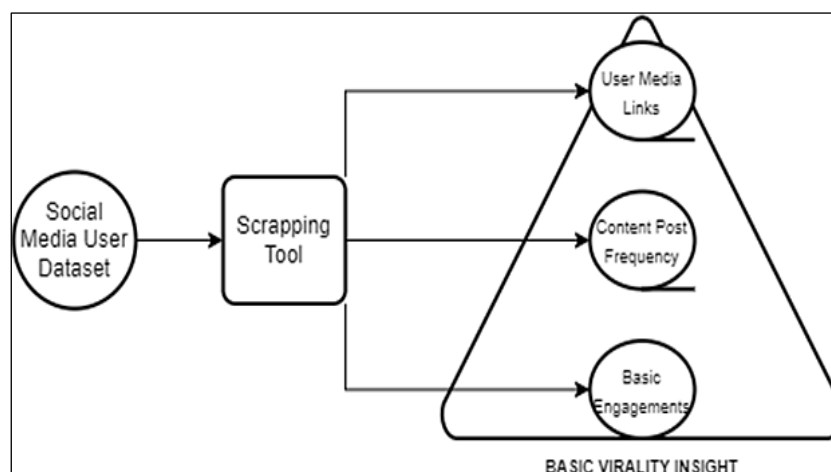 Social
Media User
Dataset
Scrapping
Tool
User Media
Links
Content Post
Frequency
Basic
Engagements
BASIC VIRALITY INSIGHT